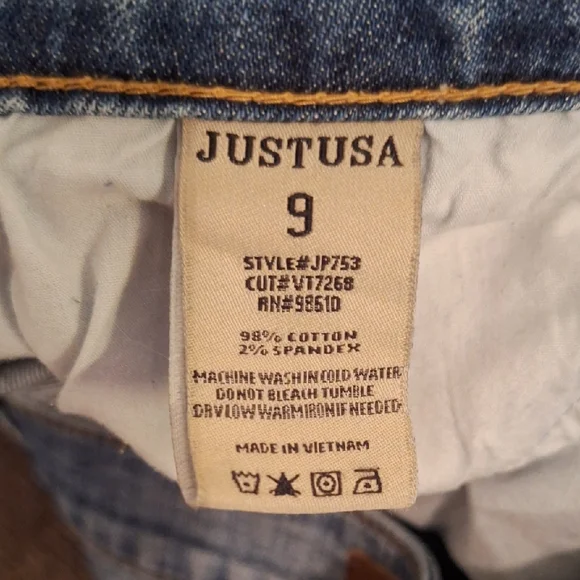 JUSTUSA
9
STYLE#JP753
CUT#VT7268
RN#98610
98% COTTON
2% SPANDEX
MACHINE WASH IN COLD WATER
DO NOT BLEACH TUMBLE
DRY LOW WARM IRON IF NEEDED
MADE IN VIETNAM